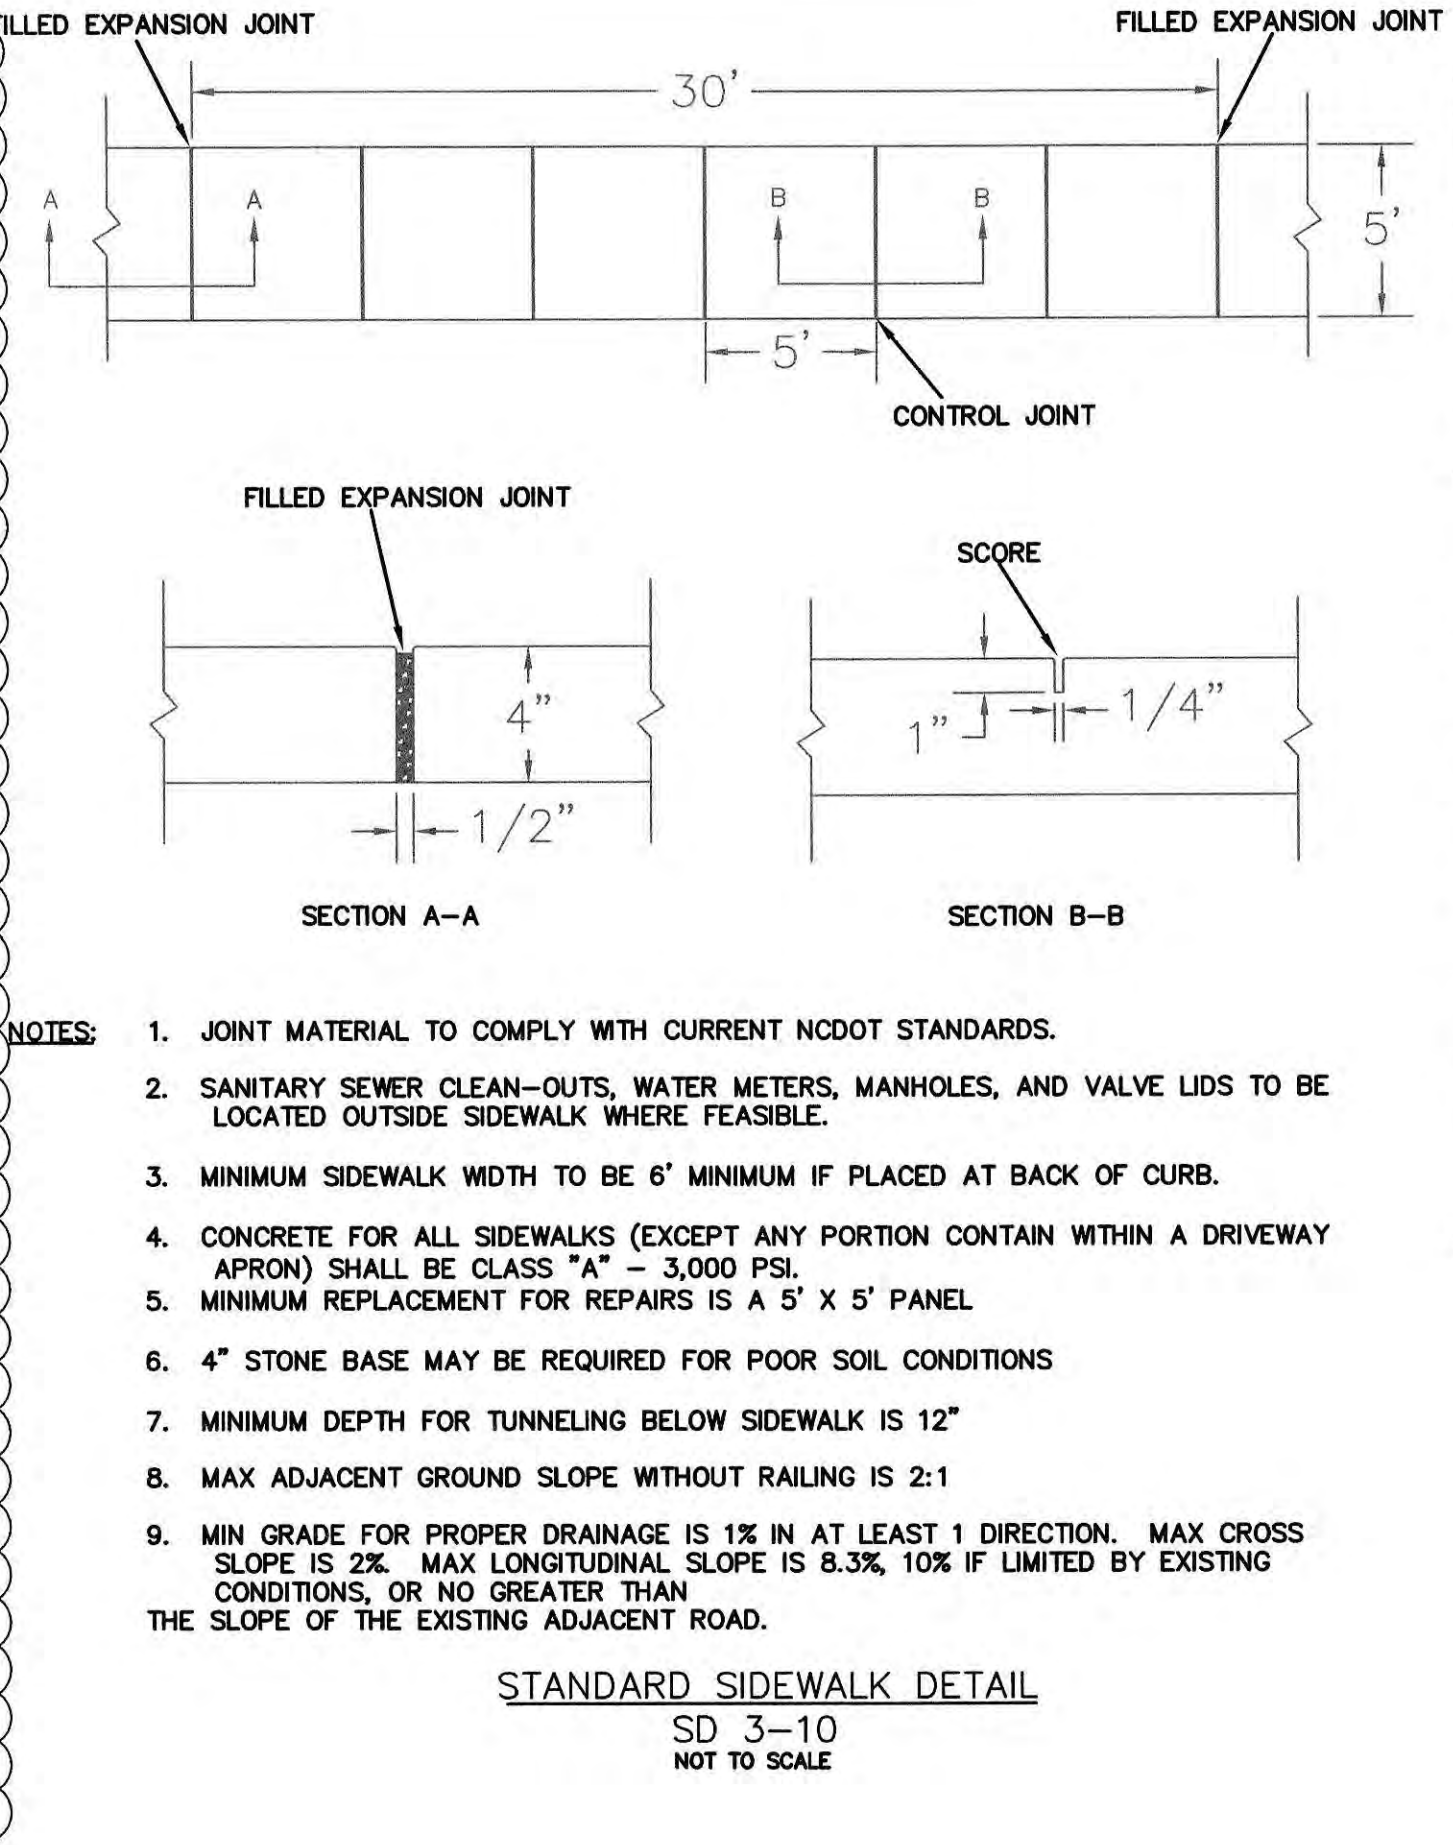 FILLED EXPANSION JOINT
FILLED EXPANSION JOINT
30'
A
A
B
B
5'
5'
CONTROL JOINT
FILLED EXPANSION JOINT
SCORE
4"
1"
1/4"
1/2"
SECTION A-A
SECTION B-B
NOTES:
1. JOINT MATERIAL TO COMPLY WITH CURRENT NCDOT STANDARDS.
2. SANITARY SEWER CLEAN-OUTS, WATER METERS, MANHOLES, AND VALVE LIDS TO BE
LOCATED OUTSIDE SIDEWALK WHERE FEASIBLE.
3. MINIMUM SIDEWALK WIDTH TO BE 6' MINIMUM IF PLACED AT BACK OF CURB.
4. CONCRETE FOR ALL SIDEWALKS (EXCEPT ANY PORTION CONTAIN WITHIN A DRIVEWAY
APRON) SHALL BE CLASS "A" - 3,000 PSI.
5. MINIMUM REPLACEMENT FOR REPAIRS IS A 5' X 5' PANEL
6. 4" STONE BASE MAY BE REQUIRED FOR POOR SOIL CONDITIONS
7. MINIMUM DEPTH FOR TUNNELING BELOW SIDEWALK IS 12"
8. MAX ADJACENT GROUND SLOPE WITHOUT RAILING IS 2:1
9. MIN GRADE FOR PROPER DRAINAGE IS 1% IN AT LEAST 1 DIRECTION. MAX CROSS
SLOPE IS 2%. MAX LONGITUDINAL SLOPE IS 8.3%, 10% IF LIMITED BY EXISTING
CONDITIONS, OR NO GREATER THAN
THE SLOPE OF THE EXISTING ADJACENT ROAD.
STANDARD SIDEWALK DETAIL
SD 3-10
NOT TO SCALE